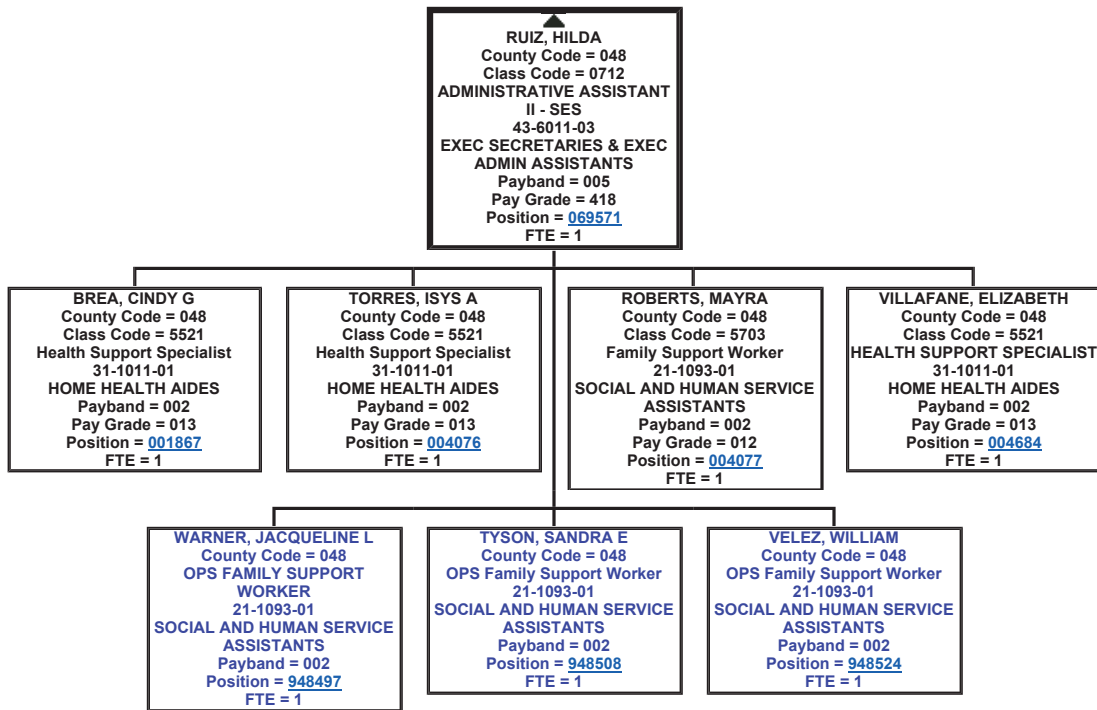 RUIZ, HILDA
County Code = 048
Class Code = 0712
ADMINISTRATIVE ASSISTANT
II - SES
43-6011-03
EXEC SECRETARIES & EXEC
ADMIN ASSISTANTS
Payband = 005
Pay Grade = 418
Position = 069571
FTE = 1
BREA, CINDY G
County Code = 048
Class Code = 5521
Health Support Specialist
31-1011-01
HOME HEALTH AIDES
Payband = 002
Pay Grade = 013
Position = 001867
FTE = 1
TORRES, ISYS A
County Code = 048
Class Code = 5521
Health Support Specialist
31-1011-01
HOME HEALTH AIDES
Payband = 002
Pay Grade = 013
Position = 004076
FTE = 1
ROBERTS, MAYRA
County Code = 048
Class Code = 5703
Family Support Worker
21-1093-01
SOCIAL AND HUMAN SERVICE
ASSISTANTS
Payband = 002
Pay Grade = 012
Position = 004077
FTE = 1
VILLAFANE, ELIZABETH
County Code = 048
Class Code = 5521
HEALTH SUPPORT SPECIALIST
31-1011-01
HOME HEALTH AIDES
Payband = 002
Pay Grade = 013
Position = 004684
FTE = 1
WARNER, JACQUELINE L
County Code = 048
OPS FAMILY SUPPORT
WORKER
21-1093-01
SOCIAL AND HUMAN SERVICE
ASSISTANTS
Payband = 002
Position = 948497
FTE = 1
TYSON, SANDRA E
County Code = 048
OPS Family Support Worker
21-1093-01
SOCIAL AND HUMAN SERVICE
ASSISTANTS
Payband = 002
Position = 948508
FTE = 1
VELEZ, WILLIAM
County Code = 048
OPS Family Support Worker
21-1093-01
SOCIAL AND HUMAN SERVICE
ASSISTANTS
Payband = 002
Position = 948524
FTE = 1